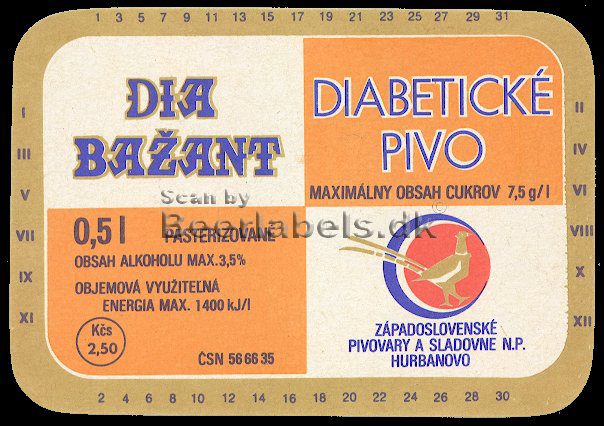 1 3 5 7 9 11 13 15 17 19 21 23 25 27 29 31
DIA
BAŽANT
DIABETICKÉ
PIVO
MAXIMÁLNY OBSAH CUKROV 7,5 g/l
Scan by
Beerlabels.dk
©
0,5 l PASTERIZOVANÉ
OBSAH ALKOHOLU MAX. 3,5%
OBJEMOVÁ VYUŽITEĽNÁ
ENERGIA MAX. 1400 kJ/l
Kčs
2,50
ČSN 56 66 35
ZÁPADOSLOVENSKÉ
PIVOVARY A SLADOVNE N.P.
HURBANOVO
I
III
V
VII
IX
XI
II
IV
VI
VIII
X
XII
2 4 6 8 10 12 14 16 18 20 22 24 26 28 30